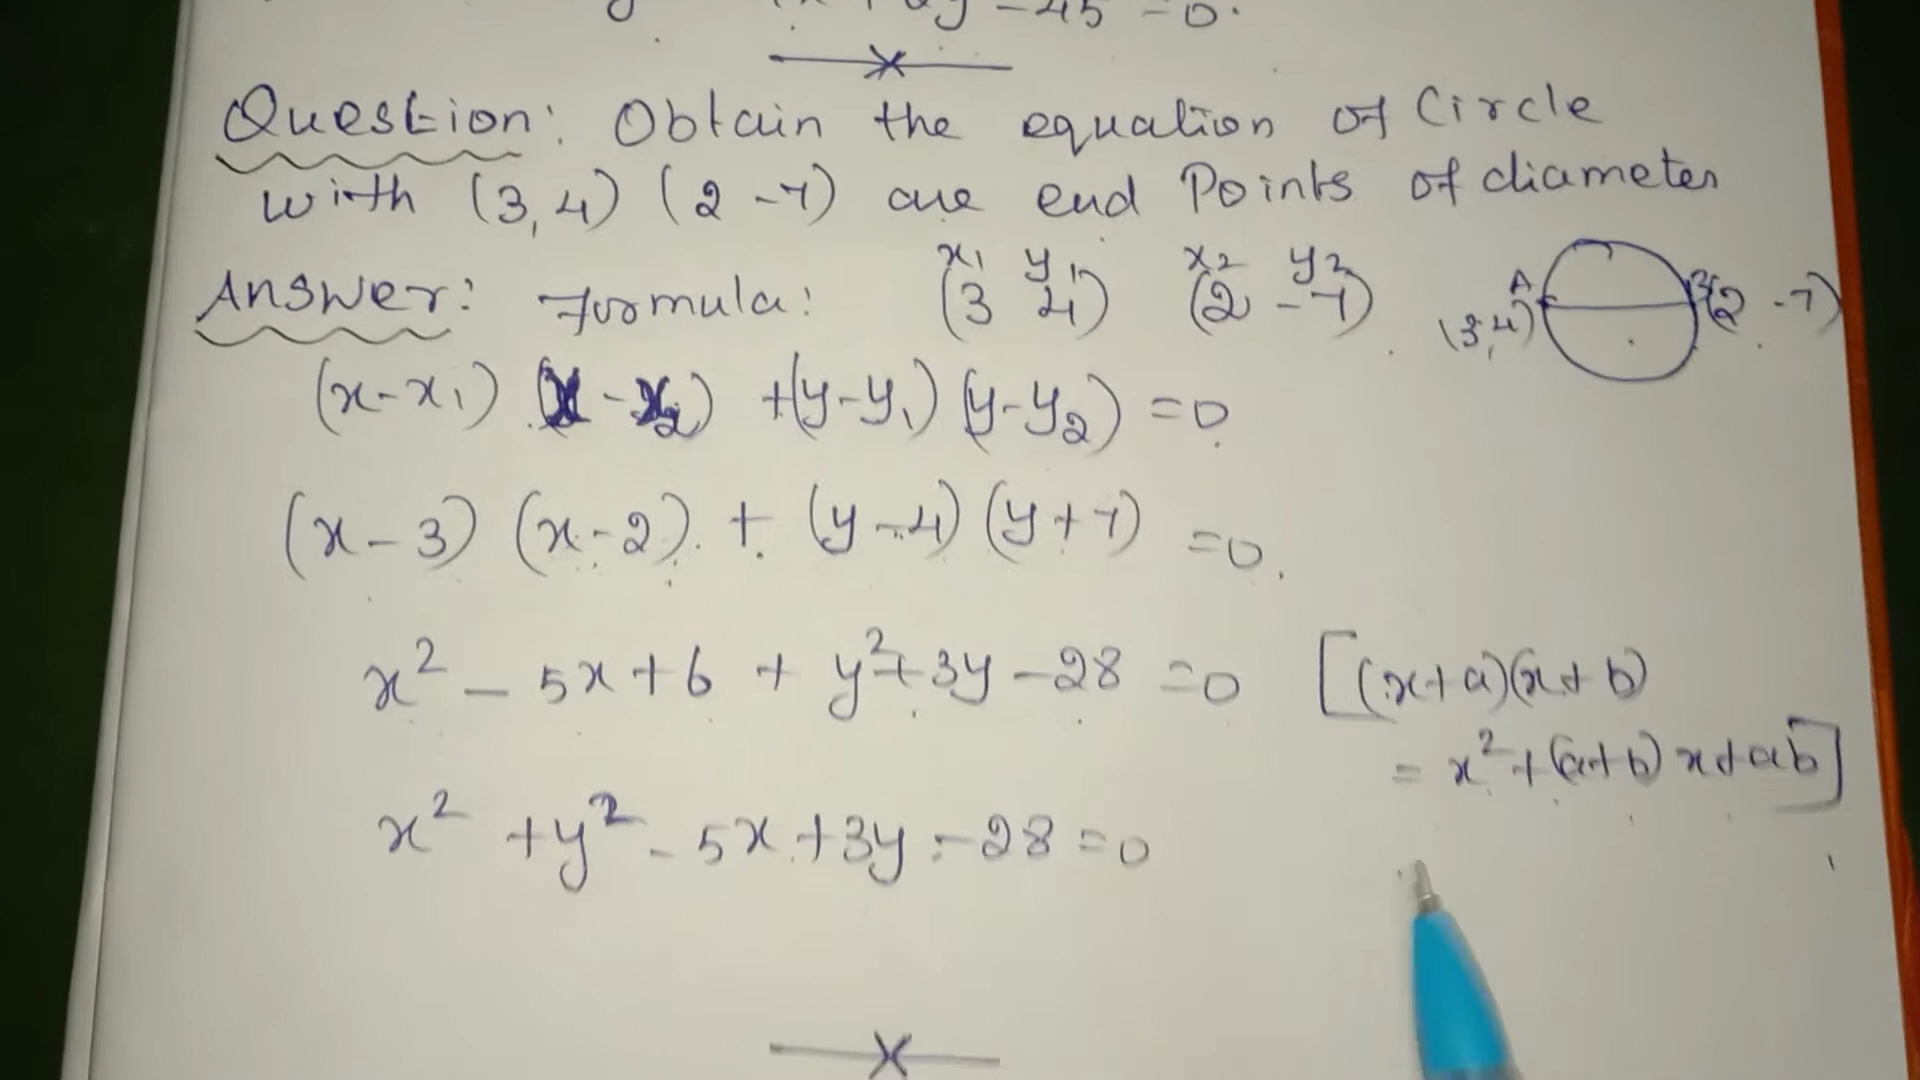 y - 45 = 0.
Question: Obtain the equation of Circle
with (3,4) (2 -7) are end Points of diameter
Answer: Formula: (3 4) (2 -7)
x1 y1 x2 y2
A B
(3,4) (2 -7)
(x-x1) (x-x2) +(y-y1) (y-y2) =0
(x-3) (x-2) + (y-4) (y+7) =0.
x² - 5x+6 + y²+3y-28 =0 [(x+a)(x+b)
= x²+(a+b)x+ab]
x² +y² - 5x+3y-28=0